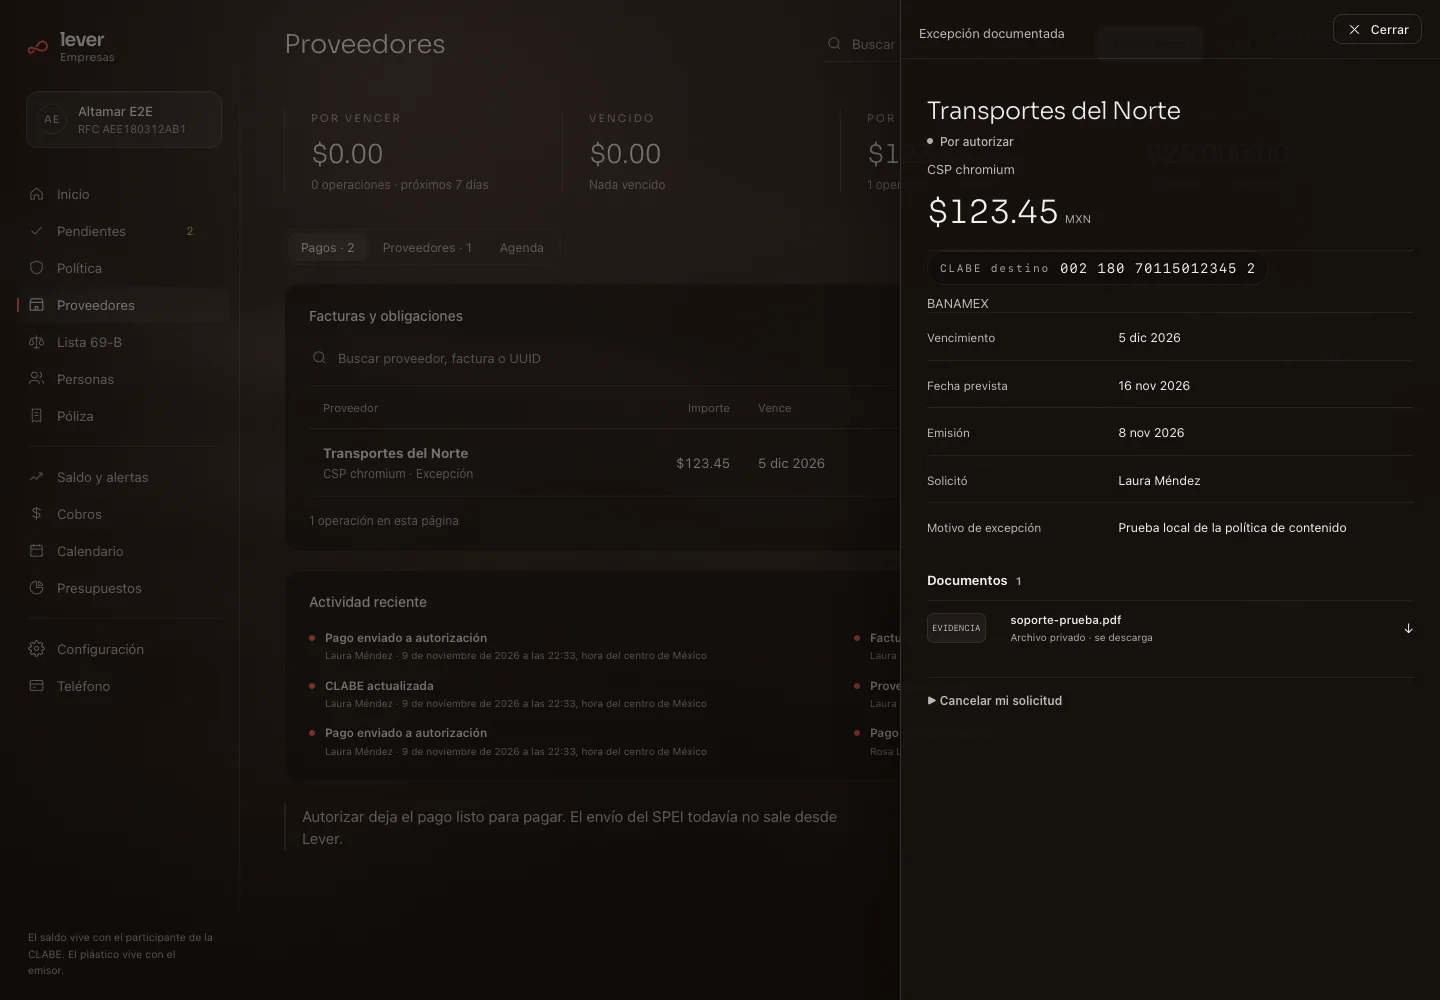 lever
Empresas
AE
Altamar E2E
RFC AEE180312AB1
Inicio
Pendientes 2
Política
Proveedores
Lista 69-B
Personas
Póliza
Saldo y alertas
Cobros
Calendario
Presupuestos
Configuración
Teléfono
El saldo vive con el participante de la
CLABE. El plástico vive con el
emisor.
Proveedores
Buscar
POR VENCER
$0.00
0 operaciones · próximos 7 días
VENCIDO
$0.00
Nada vencido
POR
$1
1 oper
Pagos · 2
Proveedores · 1
Agenda
Facturas y obligaciones
Buscar proveedor, factura o UUID
Proveedor Importe Vence
Transportes del Norte $123.45 5 dic 2026
CSP chromium · Excepción
1 operación en esta página
Actividad reciente
Pago enviado a autorización
Laura Méndez · 9 de noviembre de 2026 a las 22:33, hora del centro de México
CLABE actualizada
Laura Méndez · 9 de noviembre de 2026 a las 22:33, hora del centro de México
Pago enviado a autorización
Laura Méndez · 9 de noviembre de 2026 a las 22:33, hora del centro de México
Factu
Laura
Prove
Laura
Pago
Rosa L
Autorizar deja el pago listo para pagar. El envío del SPEI todavía no sale desde
Lever.
Excepción documentada
Cerrar
Transportes del Norte
Por autorizar
CSP chromium
$123.45 MXN
CLABE destino 002 180 70115012345 2
BANAMEX
Vencimiento 5 dic 2026
Fecha prevista 16 nov 2026
Emisión 8 nov 2026
Solicitó Laura Méndez
Motivo de excepción Prueba local de la política de contenido
Documentos 1
EVIDENCIA
soporte-prueba.pdf
Archivo privado · se descarga
Cancelar mi solicitud